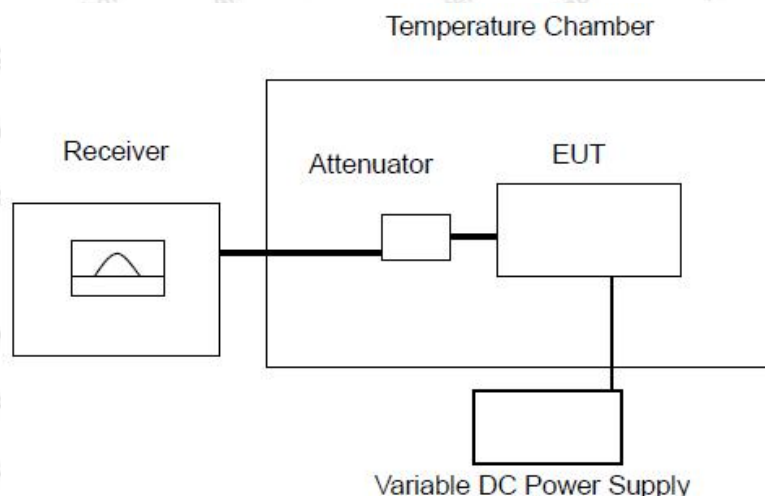 Temperature Chamber
Receiver
Attenuator
EUT
Variable DC Power Supply